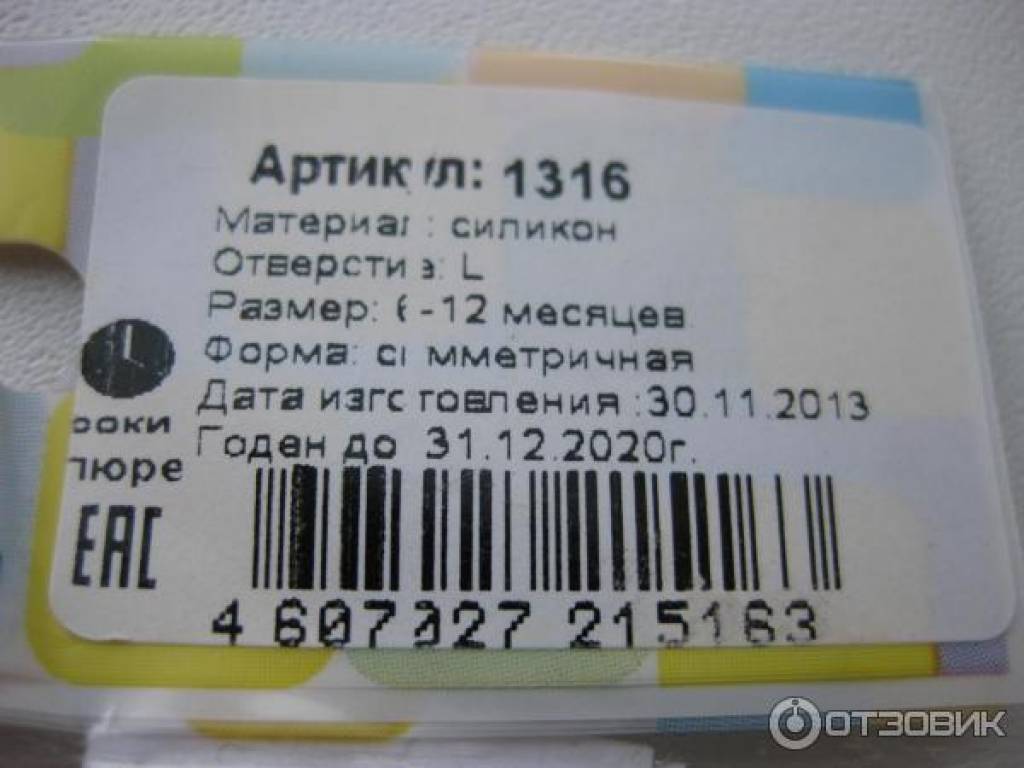 Артикул: 1316
Материал: силикон
Отверстие: L
Размер: 6-12 месяцев.
Форма: симметричная
Дата изготовления :30.11.2013
Годен до 31.12.2020г.
роки
пюре
EAC
4 607027 215163
ОТЗОВИК